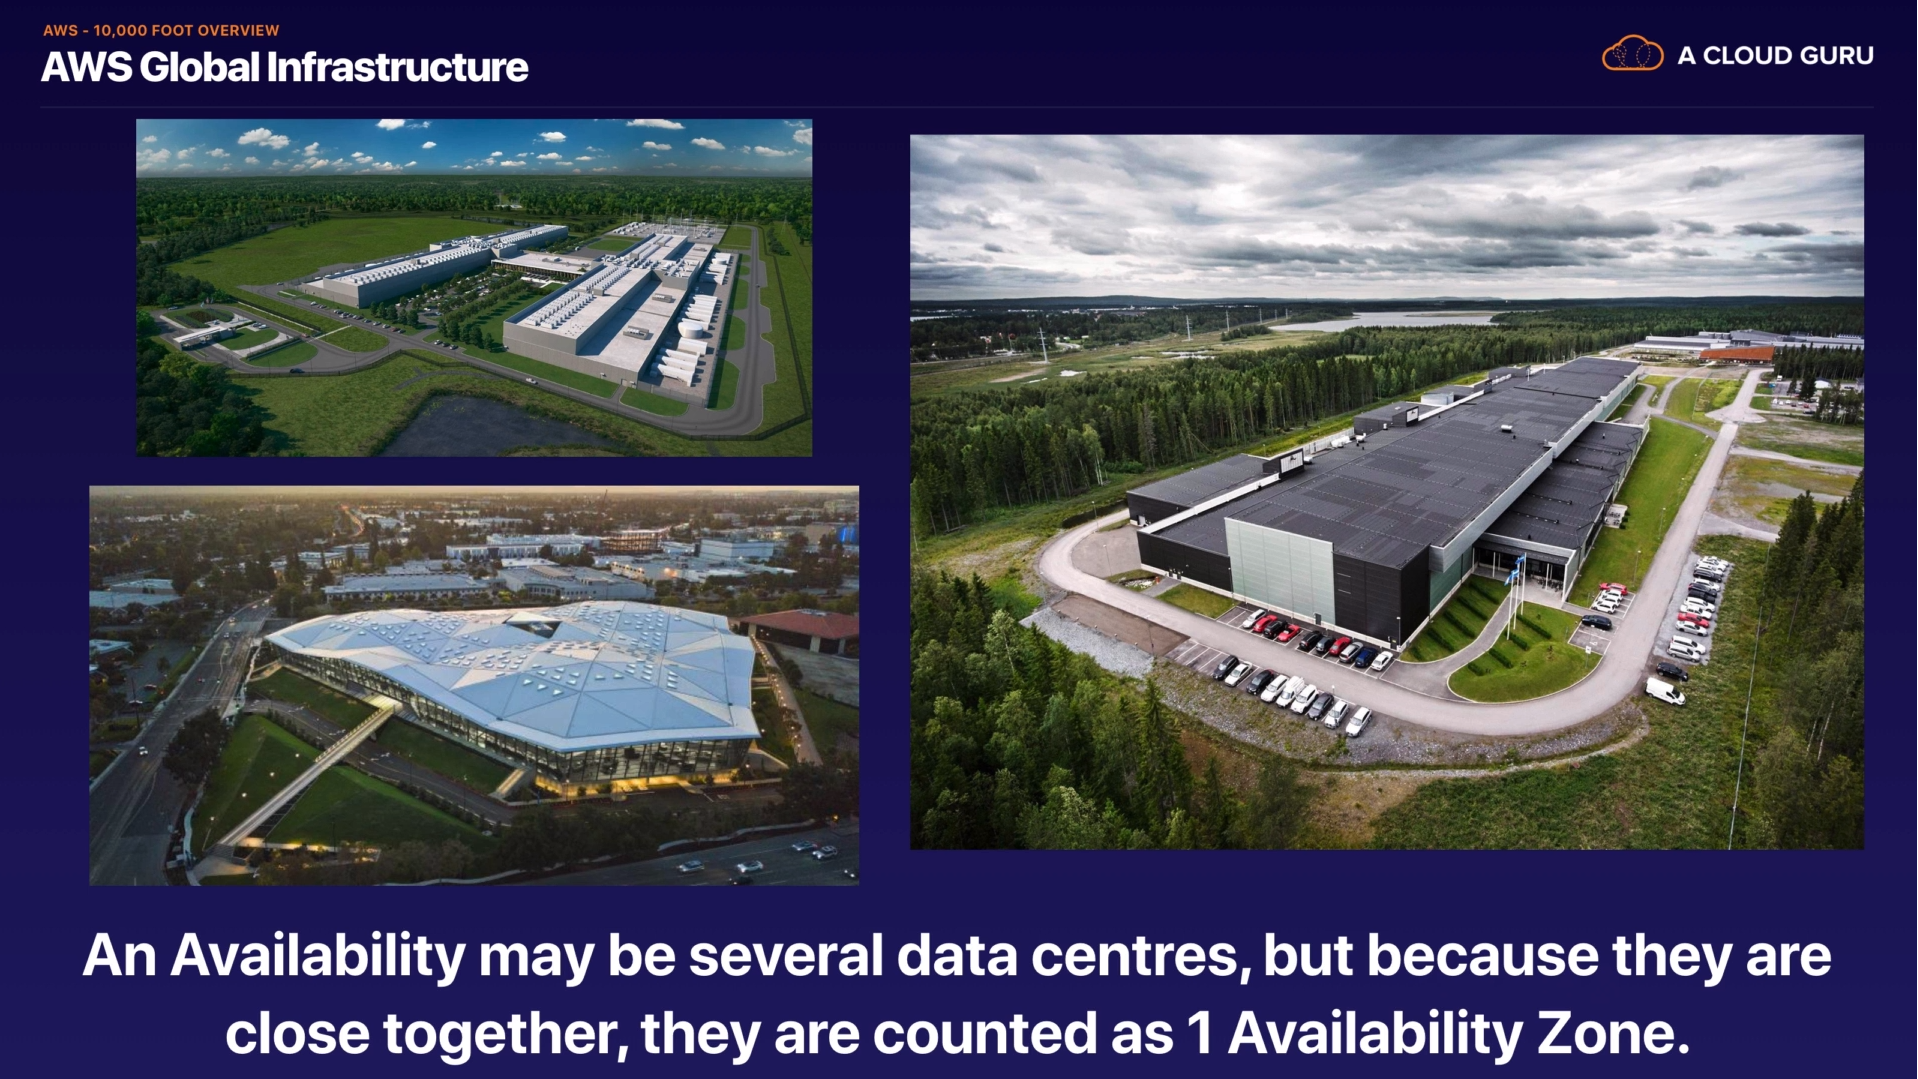 AWS - 10,000 FOOT OVERVIEW
AWS Global Infrastructure
A CLOUD GURU
An Availability may be several data centres, but because they are
close together, they are counted as 1 Availability Zone.